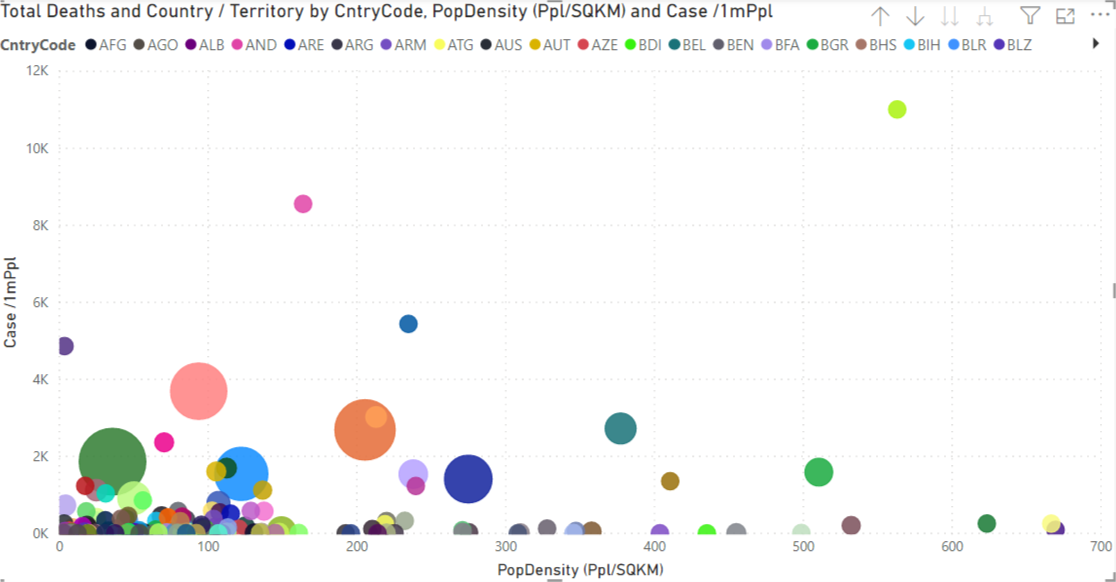 Total Deaths and Country / Territory by CntryCode, PopDensity (Ppl/SQKM) and Case /1mPpl
CntryCode AFG AGO ALB AND ARE ARG ARM ATG AUS AUT AZE BDI BEL BEN BFA BGR BHS BIH BLR BLZ
12K
10K
8K
6K
4K
2K
0K
Case /1mPpl
0 100 200 300 400 500 600 700
PopDensity (Ppl/SQKM)